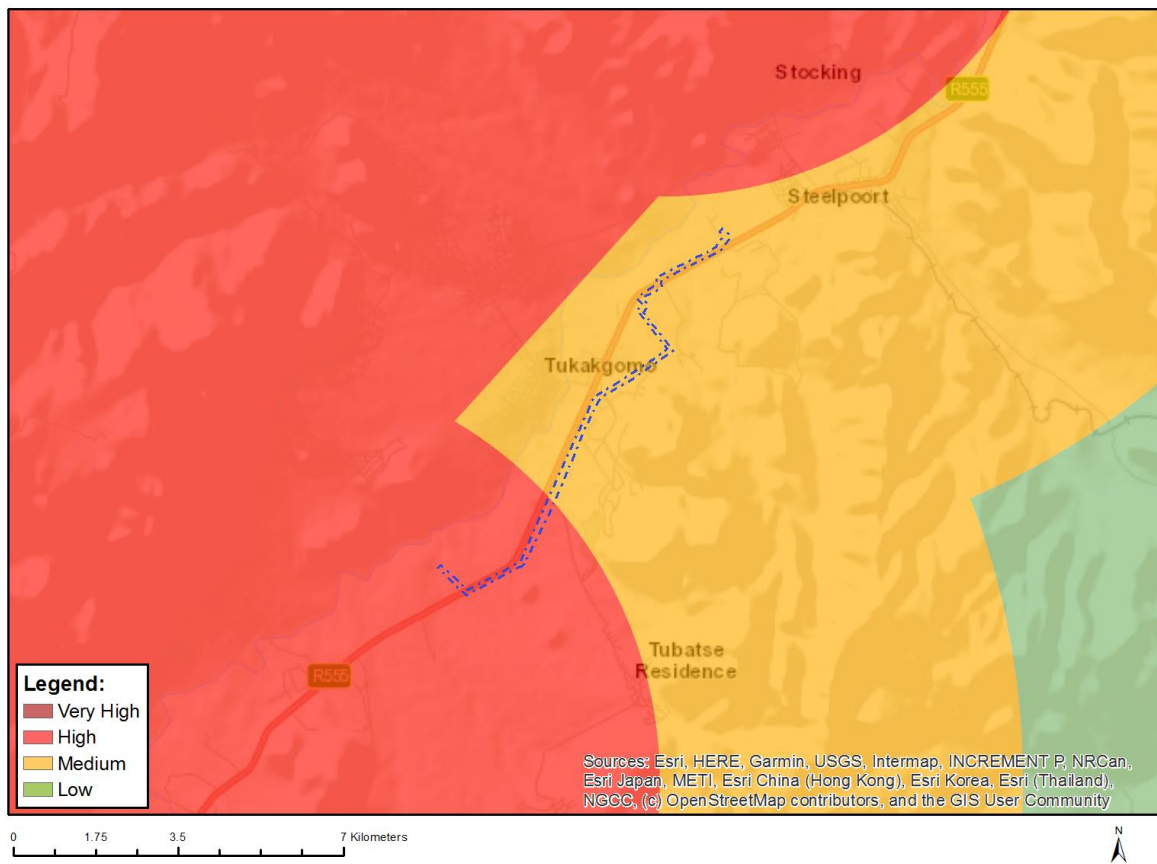 Stocking
R555
Steelpoort
Tukakgomo
Tubatse
Residence
R555
Legend:
Very High
High
Medium
Low
Sources: Esri, HERE, Garmin, USGS, Intermap, INCREMENT P, NRCan,
Esri Japan, METI, Esri China (Hong Kong), Esri Korea, Esri (Thailand),
NGCC, (c) OpenStreetMap contributors, and the GIS User Community
0 1.75 3.5 7 Kilometers
N